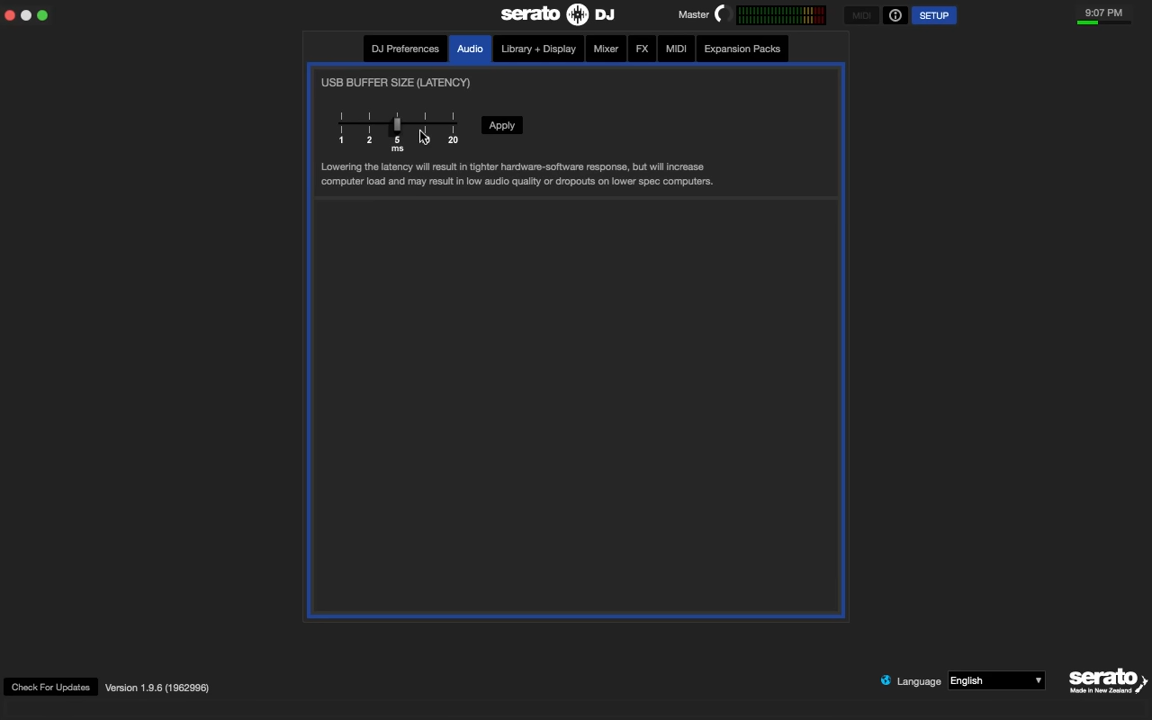 serato DJ
Master
MIDI
SETUP
9:07 PM
DJ Preferences
Audio
Library + Display
Mixer
FX
MIDI
Expansion Packs
USB BUFFER SIZE (LATENCY)
1 2 5 20
ms
Apply
Lowering the latency will result in tighter hardware-software response, but will increase
computer load and may result in low audio quality or dropouts on lower spec computers.
Check For Updates
Version 1.9.6 (1962996)
Language
English
serato
Made in New Zealand